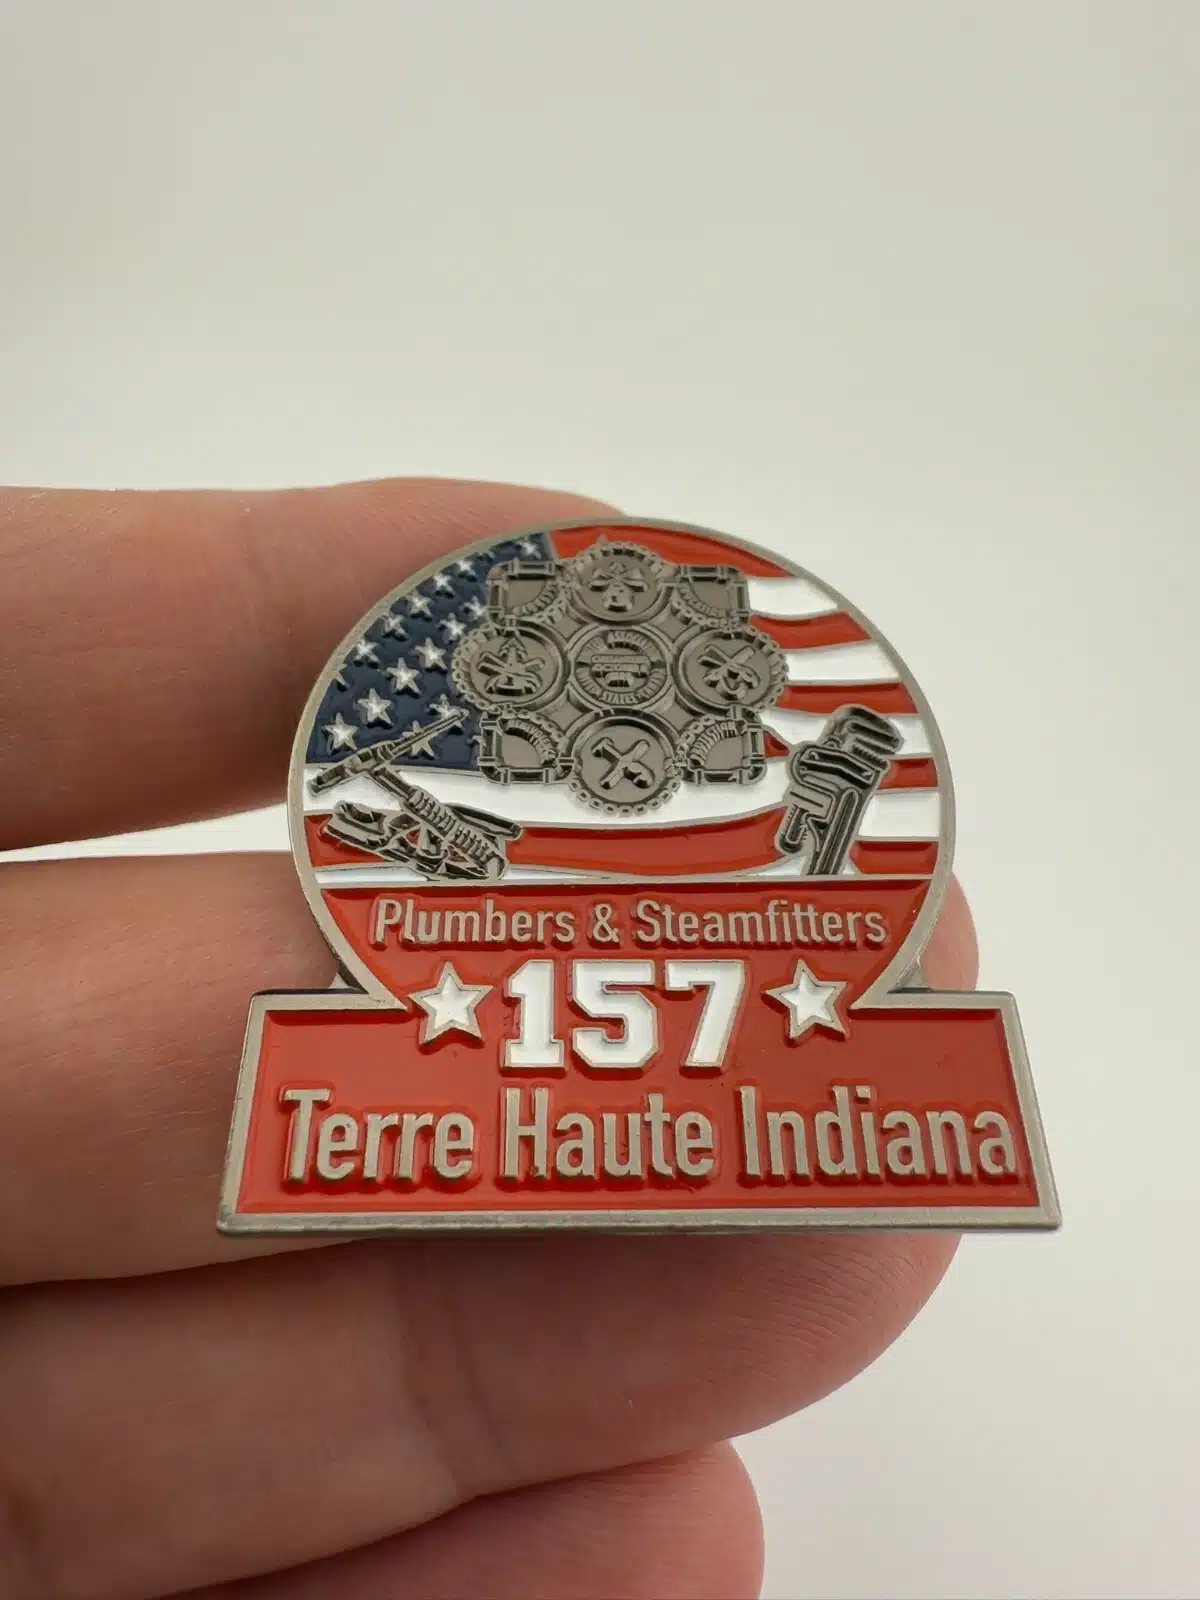 Plumbers & Steamfitters
157
Terre Haute Indiana